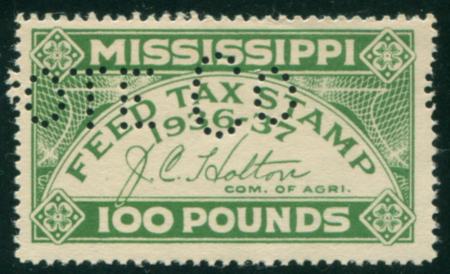 MISSISSIPPI
FEED TAX STAMP
1936-37
J. C. Holton
COM. OF AGRI.
100 POUNDS